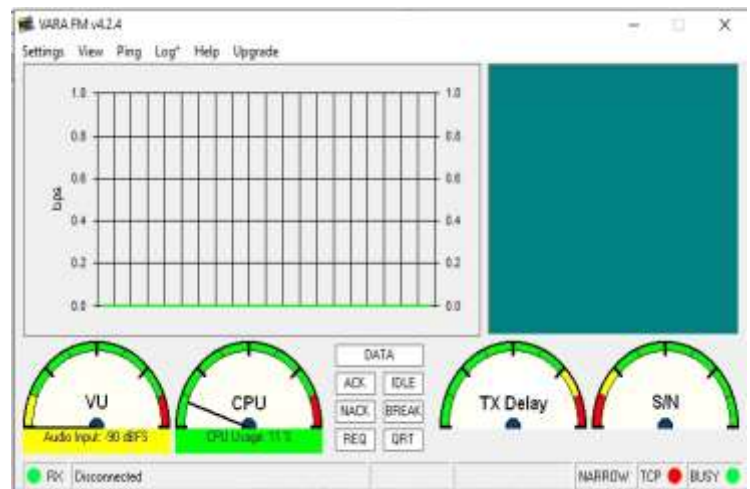 VARA FM v4.2.4
Settings View Ping Log* Help Upgrade
1.0 1.0
0.8 0.8
0.6 0.6
bps
0.4 0.4
0.2 0.2
0.0 0.0
DATA
ACK IDLE
NACK BREAK
REQ QRT
VU
Audio Input: -90 dBFS
CPU
CPU Usage: 11 %
TX Delay
S/N
RX Disconnected NARROW TCP BUSY